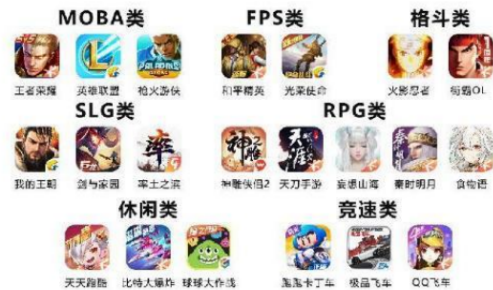 MOBA类
FPS类
格斗类
王者荣耀
英雄联盟
枪火游侠
和平精英
光荣使命
火影忍者
街霸OL
SLG类
RPG类
我的王朝
剑与家园
率土之滨
神雕侠侣2
天刀手游
妄想山海
秦时明月
食物语
休闲类
竞速类
天天跑酷
比特大爆炸
球球大作战
跑跑卡丁车
极品飞车
QQ飞车